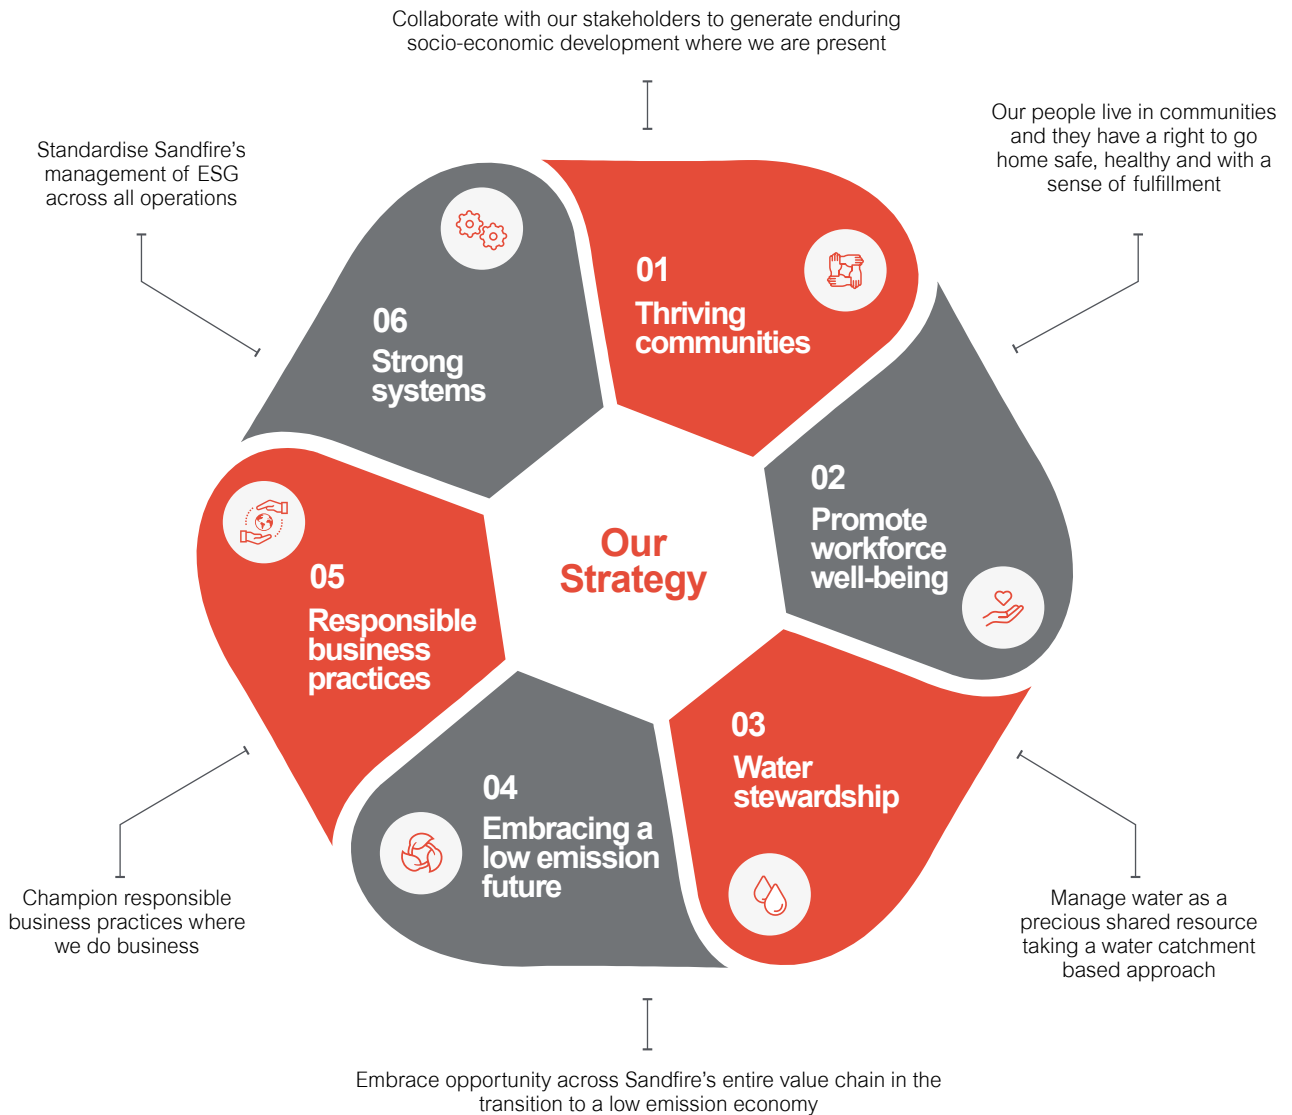 Collaborate with our stakeholders to generate enduring
socio-economic development where we are present
Our people live in communities
and they have a right to go
home safe, healthy and with a
sense of fulfillment
Standardise Sandfire's
management of ESG
across all operations
01
Thriving
communities
06
Strong
systems
02
Promote
workforce
well-being
Our
Strategy
05
Responsible
business
practices
03
Water
stewardship
04
Embracing a
low emission
future
Champion responsible
business practices where
we do business
Manage water as a
precious shared resource
taking a water catchment
based approach
Embrace opportunity across Sandfire's entire value chain in the
transition to a low emission economy